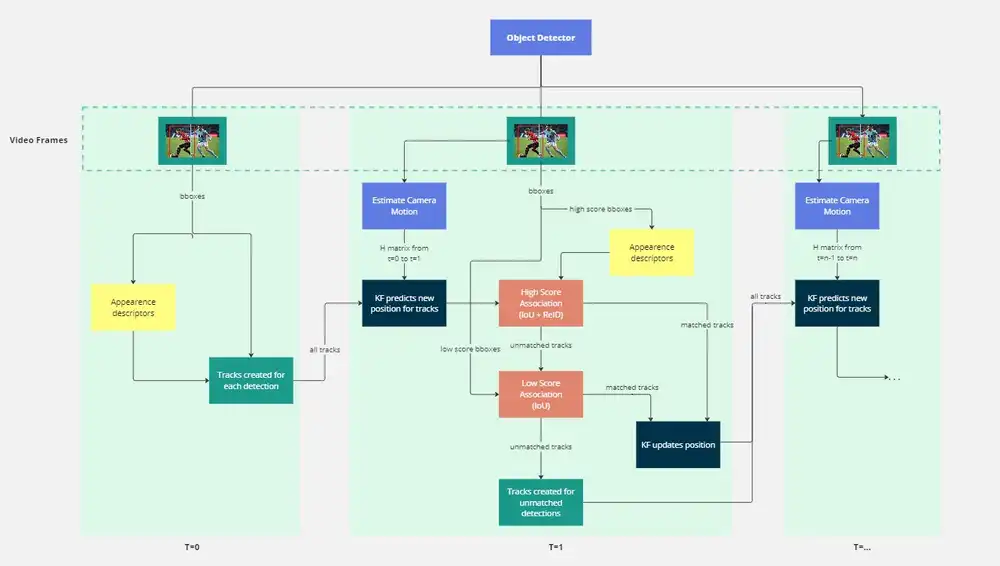 Object Detector
Video Frames
bboxes
Appearence
descriptors
Tracks created for
each detection
all tracks
Estimate Camera
Motion
H matrix from
t=0 to t=1
KF predicts new
position for tracks
bboxes
high score bboxes
Appearence
descriptors
High Score
Association
(IoU + ReID)
unmatched tracks
matched tracks
low score bboxes
Low Score
Association
(IoU)
matched tracks
KF updates position
unmatched tracks
Tracks created for
unmatched
detections
all tracks
Estimate Camera
Motion
H matrix from
t=n-1 to t=n
KF predicts new
position for tracks
...
T=0
T=1
T=...